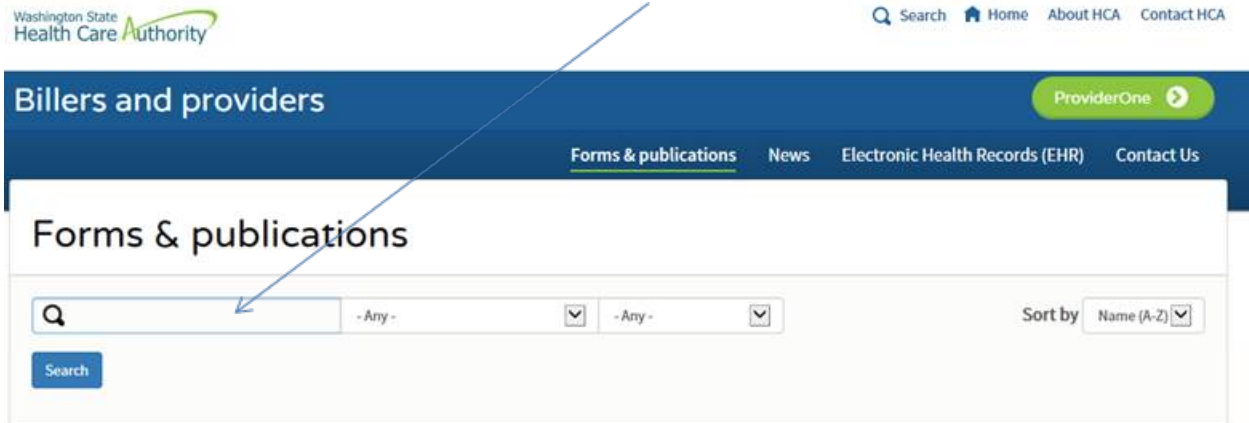 Washington State
Health Care Authority
Search Home About HCA Contact HCA
Billers and providers
ProviderOne
Forms & publications News Electronic Health Records (EHR) Contact Us
Forms & publications
- Any - - Any - Sort by Name (A-Z)
Search